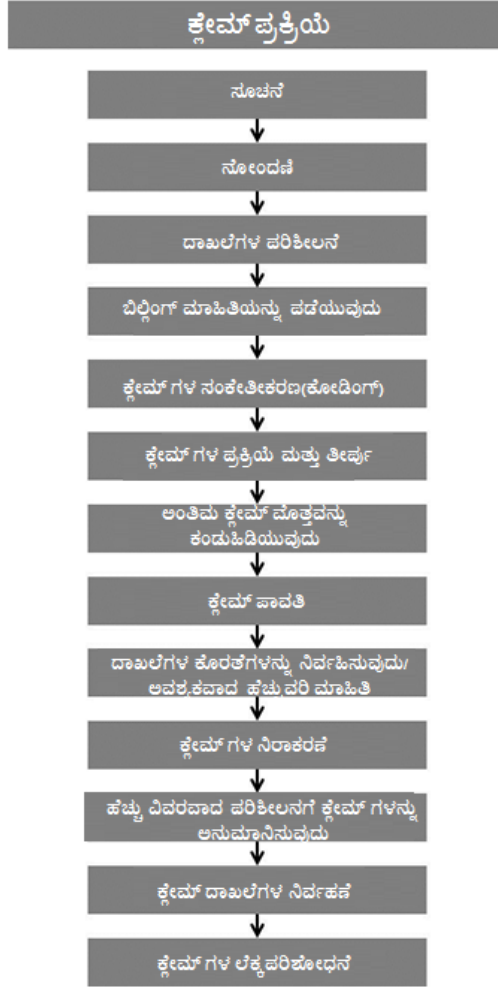 ಕ್ಲೇಮ್ ಪ್ರಕ್ರಿಯೆ
ಸೂಚನೆ
ನೋಂದಣಿ
ದಾಖಲೆಗಳ ಪರಿಶೀಲನೆ
ಬಿಲ್ಲಿಂಗ್ ಮಾಹಿತಿಯನ್ನು ಪಡೆಯುವುದು
ಕ್ಲೇಮ್ ಗಳ ಸಂಕೇತೀಕರಣ(ಕೋಡಿಂಗ್)
ಕ್ಲೇಮ್ ಗಳ ಪ್ರಕ್ರಿಯೆ ಮತ್ತು ತೀರ್ಪು
ಅಂತಿಮ ಕ್ಲೇಮ್ ಮೊತ್ತವನ್ನು
ಕಂಡುಹಿಡಿಯುವುದು
ಕ್ಲೇಮ್ ಪಾವತಿ
ದಾಖಲೆಗಳ ಕೊರತೆಗಳನ್ನು ನಿರ್ವಹಿಸುವುದು/
ಅವಶ್ಯಕವಾದ ಹೆಚ್ಚುವರಿ ಮಾಹಿತಿ
ಕ್ಲೇಮ್ ಗಳ ನಿರಾಕರಣೆ
ಹೆಚ್ಚು ವಿವರವಾದ ಪರಿಶೀಲನಗೆ ಕ್ಲೇಮ್ ಗಳನ್ನು
ಅನುಮಾನಿಸುವುದು
ಕ್ಲೇಮ್ ದಾಖಲೆಗಳ ನಿರ್ವಹಣೆ
ಕ್ಲೇಮ್ ಗಳ ಲೆಕ್ಕಪರಿಶೋಧನೆ